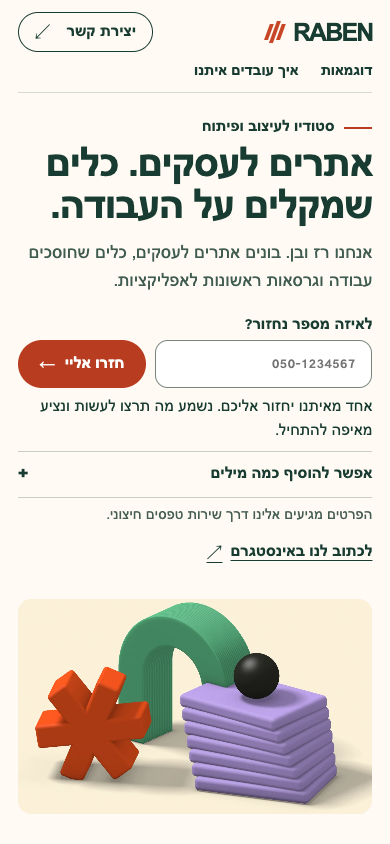 RABEN
יצירת קשר
דוגמאות
איך עובדים איתנו
סטודיו לעיצוב ופיתוח
אתרים לעסקים. כלים
שמקלים על העבודה.
אנחנו רז ובן. בונים אתרים לעסקים, כלים שחוסכים
עבודה וגרסאות ראשונות לאפליקציות.
לאיזה מספר נחזור?
050-1234567
חזרו אליי ←
אחד מאיתנו יחזור אליכם. נשמע מה תרצו לעשות ונציע
מאיפה להתחיל.
אפשר להוסיף כמה מילים +
הפרטים מגיעים אלינו דרך שירות טפסים חיצוני.
לכתוב לנו באינסטגרם